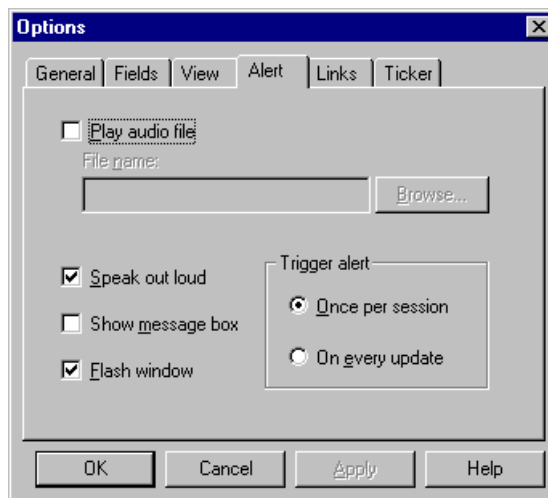 Options
General Fields View Alert Links Ticker
Play audio file
File name:
Browse...
Speak out loud
Show message box
Flash window
Trigger alert
Once per session
On every update
OK Cancel Apply Help